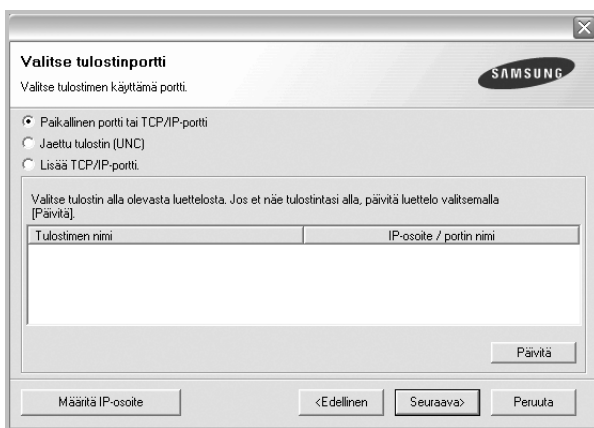 Valitse tulostinportti
Valitse tulostimen käyttämä portti.
SAMSUNG
Paikallinen portti tai TCP/IP-portti
Jaettu tulostin (UNC)
Lisää TCP/IP-portti.
Valitse tulostin alla olevasta luettelosta. Jos et näe tulostintasi alla, päivitä luettelo valitsemalla
[Päivitä].
Tulostimen nimi IP-osoite / portin nimi
Päivitä
Määritä IP-osoite <Edellinen Seuraava> Peruuta